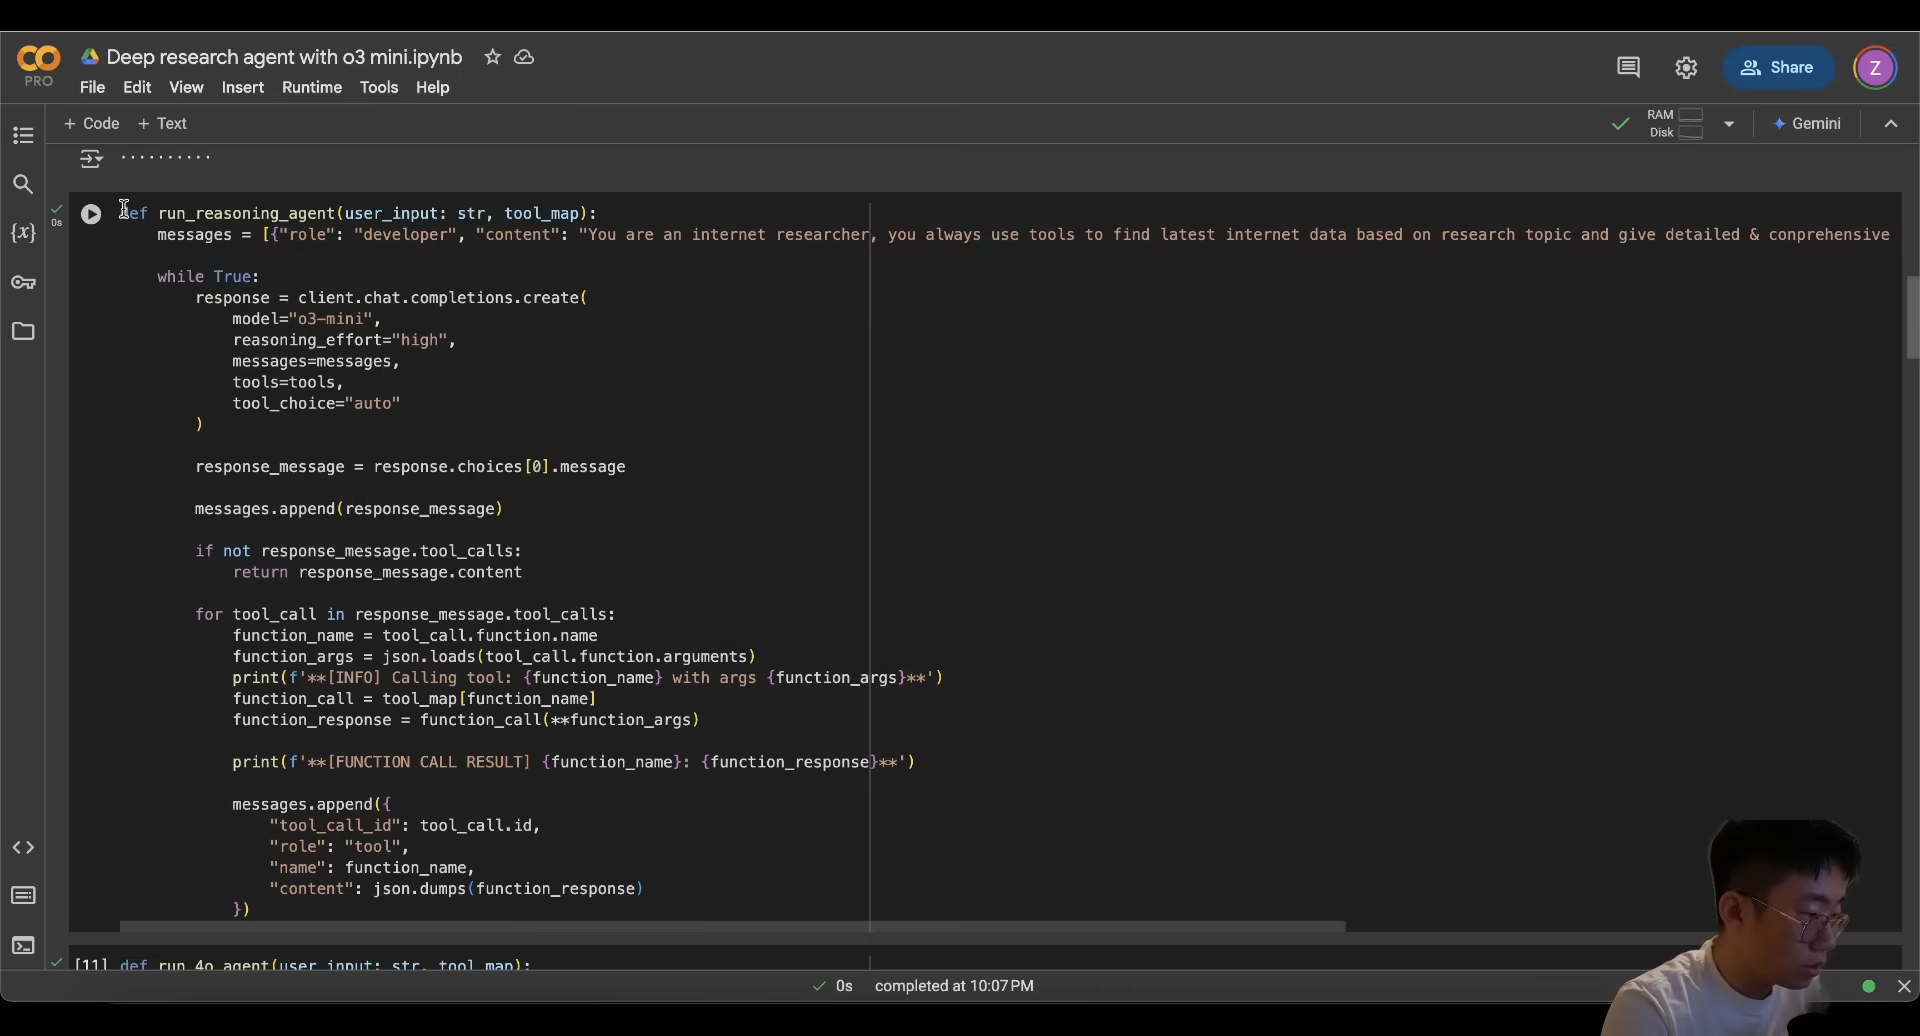 Deep research agent with o3 mini.ipynb
PRO
File Edit View Insert Runtime Tools Help
Share
Z
+ Code + Text
RAM
Disk
Gemini
..........
0s
def run_reasoning_agent(user_input: str, tool_map):
messages = [{"role": "developer", "content": "You are an internet researcher, you always use tools to find latest internet data based on research topic and give detailed & conprehensive
while True:
response = client.chat.completions.create(
model="o3-mini",
reasoning_effort="high",
messages=messages,
tools=tools,
tool_choice="auto"
)
response_message = response.choices[0].message
messages.append(response_message)
if not response_message.tool_calls:
return response_message.content
for tool_call in response_message.tool_calls:
function_name = tool_call.function.name
function_args = json.loads(tool_call.function.arguments)
print(f'**[INFO] Calling tool: {function_name} with args {function_args}**')
function_call = tool_map[function_name]
function_response = function_call(**function_args)
print(f'**[FUNCTION CALL RESULT] {function_name}: {function_response}**')
messages.append({
"tool_call_id": tool_call.id,
"role": "tool",
"name": function_name,
"content": json.dumps(function_response)
})
[11] def run_4o_agent(user_input: str, tool_map):
0s completed at 10:07 PM